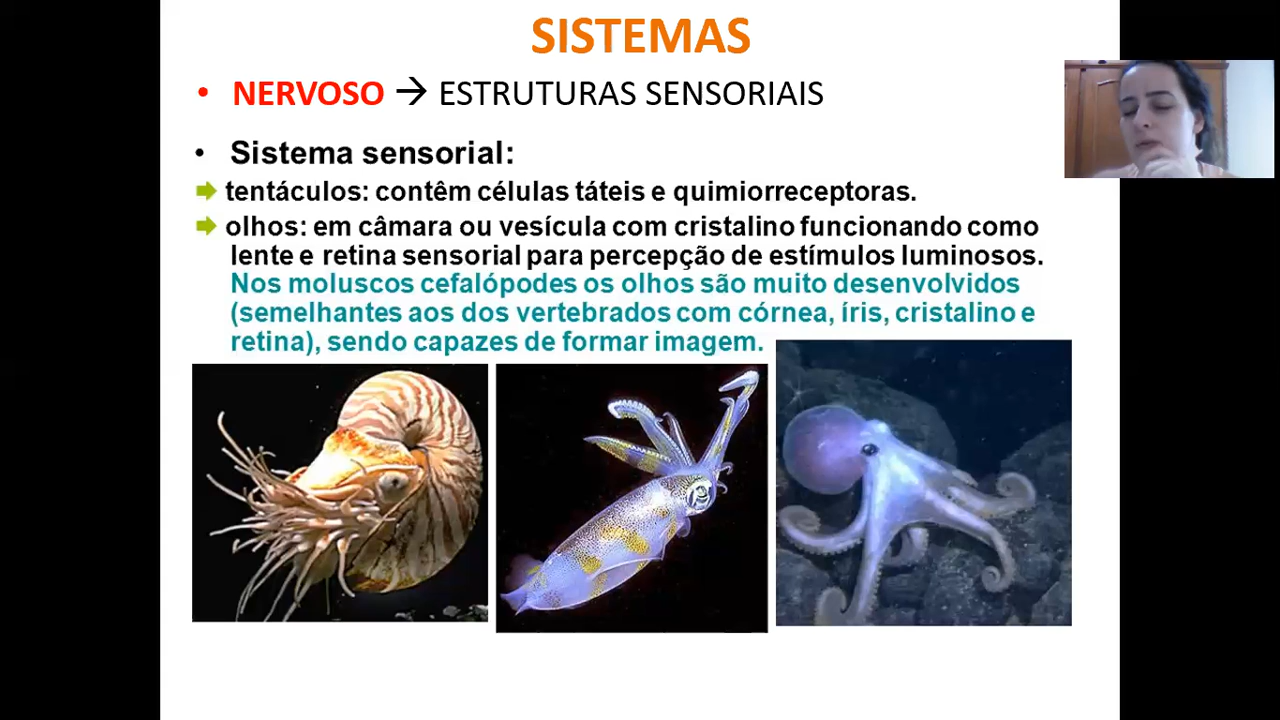 SISTEMAS
• NERVOSO → ESTRUTURAS SENSORIAIS
• Sistema sensorial:
tentáculos: contêm células táteis e quimiorreceptoras.
olhos: em câmara ou vesícula com cristalino funcionando como
lente e retina sensorial para percepção de estímulos luminosos.
Nos moluscos cefalópodes os olhos são muito desenvolvidos
(semelhantes aos dos vertebrados com córnea, íris, cristalino e
retina), sendo capazes de formar imagem.